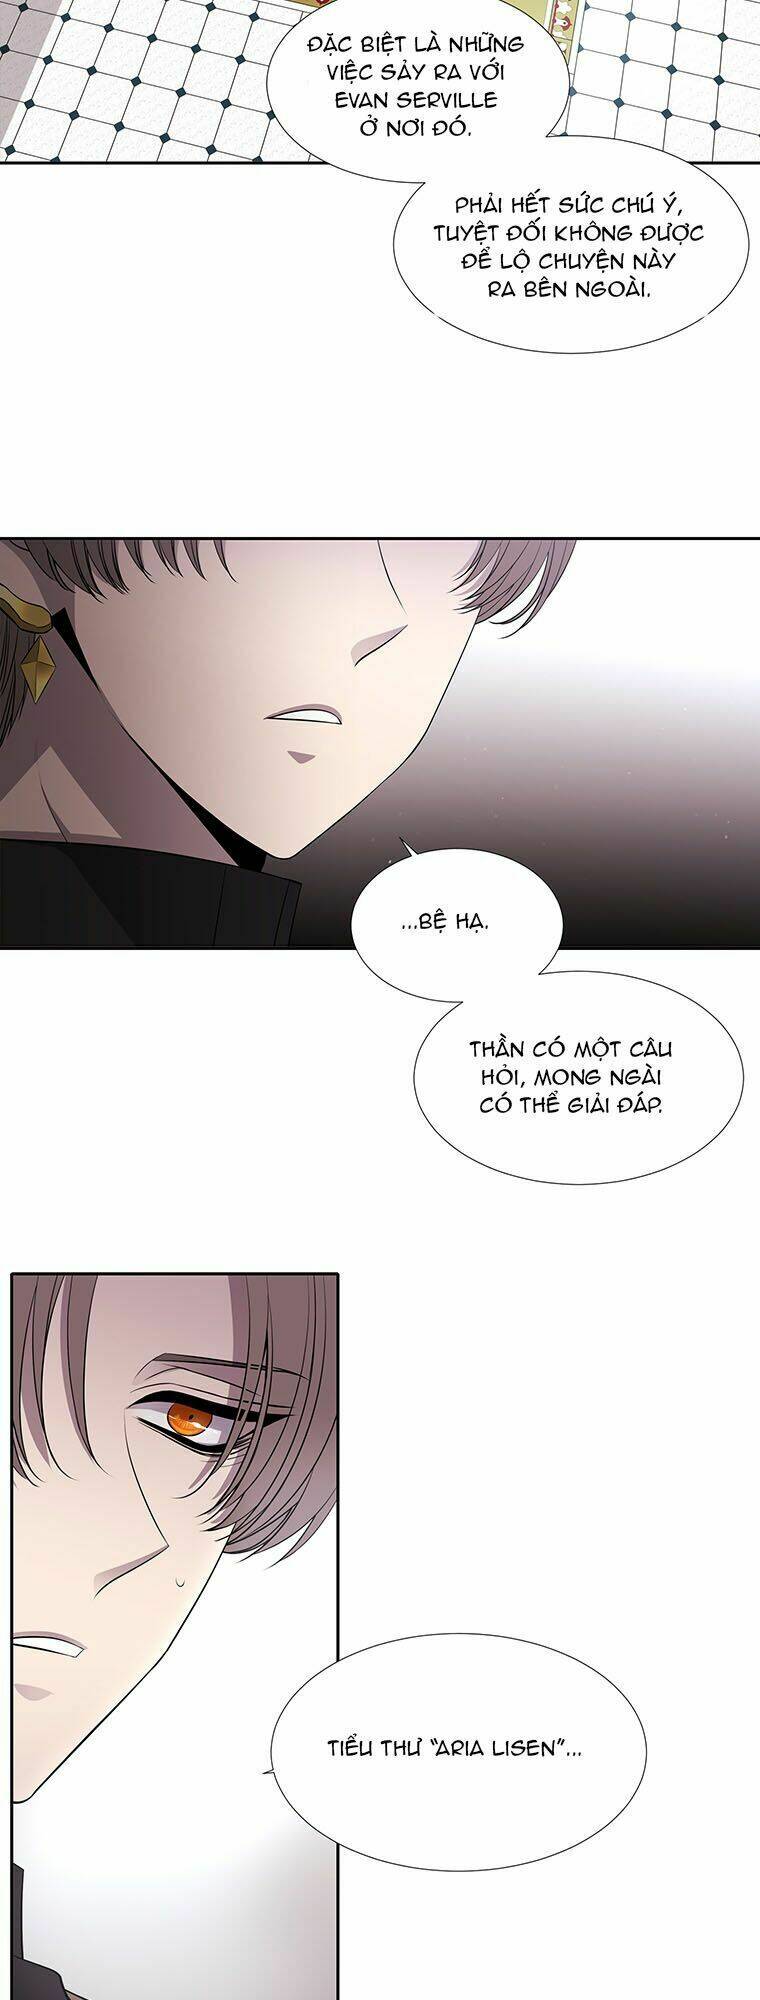 ĐẶC BIỆT LÀ NHỮNG
VIỆC SẢY RA VỚI
EVAN SERVILLE
Ở NƠI ĐÓ.
PHẢI HẾT SỨC CHÚ Ý,
TUYỆT ĐỐI KHÔNG ĐƯỢC
ĐỂ LỘ CHUYỆN NÀY
RA BÊN NGOÀI.
...BỆ HẠ.
THẦN CÓ MỘT CÂU
HỎI, MONG NGÀI
CÓ THỂ GIẢI ĐÁP.
TIỂU THƯ "ARIA LISEN"...